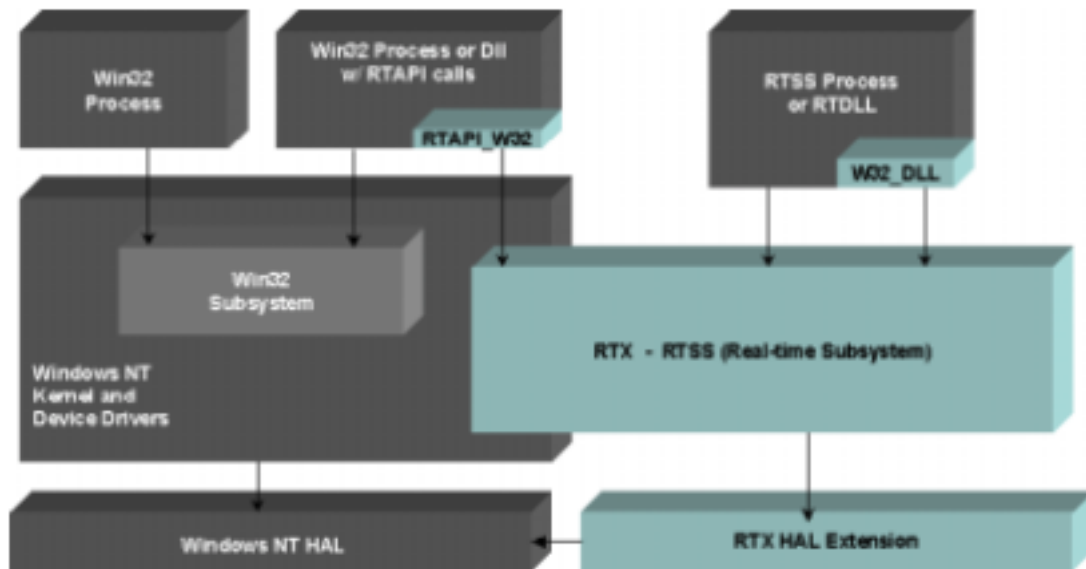 Win32
Process
Win32 Process or Dll
w/ RTAPI calls
RTAPI_W32
RTSS Process
or RTDLL
W32_DLL
Win32
Subsystem
RTX - RTSS (Real-time Subsystem)
Windows NT
Kernel and
Device Drivers
Windows NT HAL
RTX HAL Extension